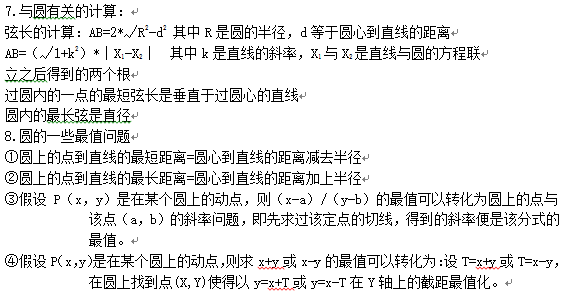 7.与圆有关的计算：
弦长的计算：AB=2*√R²-d² 其中R是圆的半径，d等于圆心到直线的距离
AB=（√1+k²）*｜X₁-X₂｜ 其中k是直线的斜率，X₁与X₂是直线与圆的方程联
立之后得到的两个根
过圆内的一点的最短弦长是垂直于过圆心的直线
圆内的最长弦是直径
8.圆的一些最值问题
①圆上的点到直线的最短距离=圆心到直线的距离减去半径
②圆上的点到直线的最长距离=圆心到直线的距离加上半径
③假设 P（x，y）是在某个圆上的动点，则（x-a）/（y-b）的最值可以转化为圆上的点与
该点（a，b）的斜率问题，即先求过该定点的切线，得到的斜率便是该分式的
最值。
④假设P(x,y)是在某个圆上的动点，则求 x+y 或 x-y 的最值可以转化为:设 T=x+y 或 T=x-y，
在圆上找到点(X,Y)使得以 y=x+T 或 y=x-T 在 Y 轴上的截距最值化。